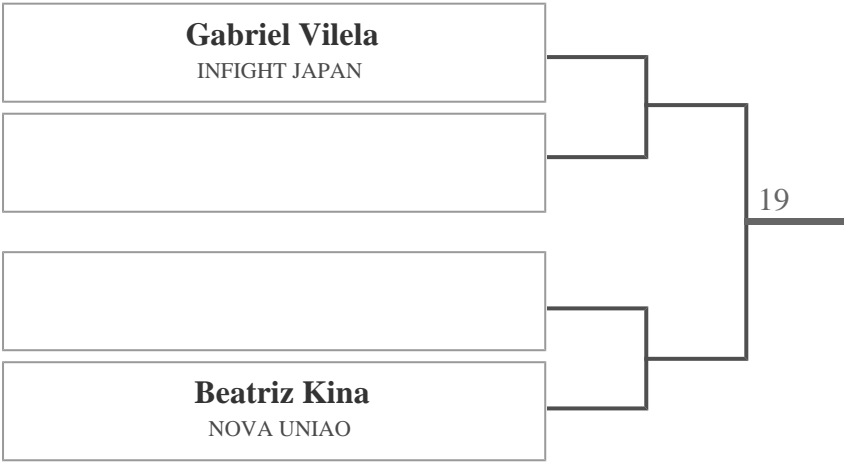 Gabriel Vilela
INFIGHT JAPAN
19
Beatriz Kina
NOVA UNIAO